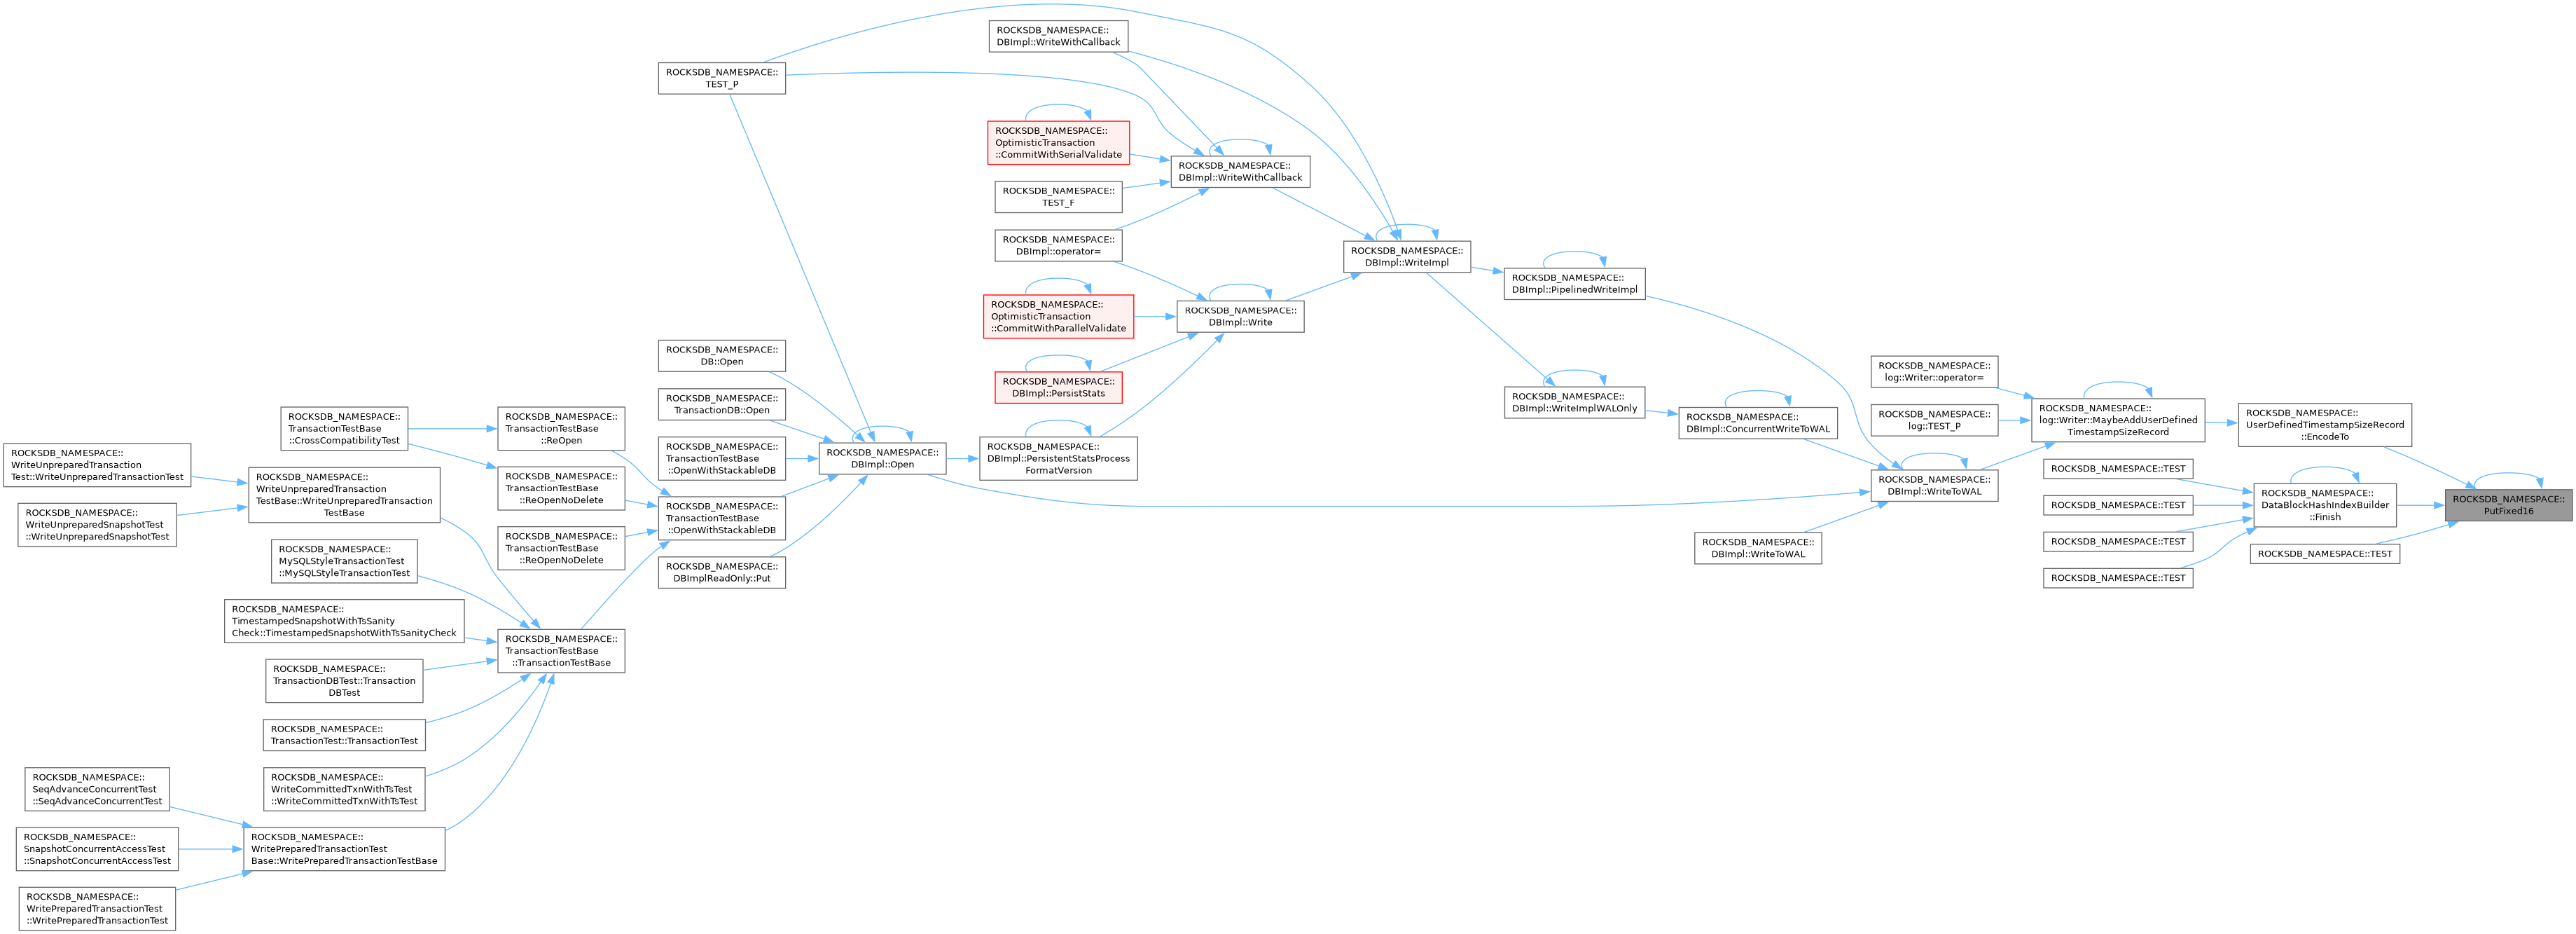 ROCKSDB_NAMESPACE::
DBImpl::WriteWithCallback
ROCKSDB_NAMESPACE::
TEST_P
ROCKSDB_NAMESPACE::
OptimisticTransaction
::CommitWithSerialValidate
ROCKSDB_NAMESPACE::
DBImpl::WriteWithCallback
ROCKSDB_NAMESPACE::
TEST_F
ROCKSDB_NAMESPACE::
DBImpl::operator=
ROCKSDB_NAMESPACE::
DBImpl::WriteImpl
ROCKSDB_NAMESPACE::
DBImpl::PipelinedWriteImpl
ROCKSDB_NAMESPACE::
OptimisticTransaction
::CommitWithParallelValidate
ROCKSDB_NAMESPACE::
DBImpl::Write
ROCKSDB_NAMESPACE::
DB::Open
ROCKSDB_NAMESPACE::
DBImpl::PersistStats
ROCKSDB_NAMESPACE::
log::Writer::operator=
ROCKSDB_NAMESPACE::
TransactionDB::Open
ROCKSDB_NAMESPACE::
DBImpl::WriteImplWALOnly
ROCKSDB_NAMESPACE::
TransactionTestBase
::CrossCompatibilityTest
ROCKSDB_NAMESPACE::
TransactionTestBase
::ReOpen
ROCKSDB_NAMESPACE::
DBImpl::ConcurrentWriteToWAL
ROCKSDB_NAMESPACE::
log::TEST_P
ROCKSDB_NAMESPACE::
log::Writer::MaybeAddUserDefined
TimestampSizeRecord
ROCKSDB_NAMESPACE::
UserDefinedTimestampSizeRecord
::EncodeTo
ROCKSDB_NAMESPACE::
WriteUnpreparedTransaction
Test::WriteUnpreparedTransactionTest
ROCKSDB_NAMESPACE::
TransactionTestBase
::OpenWithStackableDB
ROCKSDB_NAMESPACE::
DBImpl::Open
ROCKSDB_NAMESPACE::
DBImpl::PersistentStatsProcess
FormatVersion
ROCKSDB_NAMESPACE::
WriteUnpreparedTransaction
TestBase::WriteUnpreparedTransaction
TestBase
ROCKSDB_NAMESPACE::
TransactionTestBase
::ReOpenNoDelete
ROCKSDB_NAMESPACE::
DBImpl::WriteToWAL
ROCKSDB_NAMESPACE::TEST
ROCKSDB_NAMESPACE::TEST
ROCKSDB_NAMESPACE::
DataBlockHashIndexBuilder
::Finish
ROCKSDB_NAMESPACE::
PutFixed16
ROCKSDB_NAMESPACE::
WriteUnpreparedSnapshotTest
::WriteUnpreparedSnapshotTest
ROCKSDB_NAMESPACE::
TransactionTestBase
::OpenWithStackableDB
ROCKSDB_NAMESPACE::
TransactionTestBase
::ReOpenNoDelete
ROCKSDB_NAMESPACE::
DBImpl::WriteToWAL
ROCKSDB_NAMESPACE::TEST
ROCKSDB_NAMESPACE::TEST
ROCKSDB_NAMESPACE::TEST
ROCKSDB_NAMESPACE::
MySQLStyleTransactionTest
::MySQLStyleTransactionTest
ROCKSDB_NAMESPACE::
DBImplReadOnly::Put
ROCKSDB_NAMESPACE::
TimestampedSnapshotWithTsSanity
Check::TimestampedSnapshotWithTsSanityCheck
ROCKSDB_NAMESPACE::
TransactionTestBase
::TransactionTestBase
ROCKSDB_NAMESPACE::
TransactionDBTest::Transaction
DBTest
ROCKSDB_NAMESPACE::
TransactionTest::TransactionTest
ROCKSDB_NAMESPACE::
WriteCommittedTxnWithTsTest
::WriteCommittedTxnWithTsTest
ROCKSDB_NAMESPACE::
SeqAdvanceConcurrentTest
::SeqAdvanceConcurrentTest
ROCKSDB_NAMESPACE::
SnapshotConcurrentAccessTest
::SnapshotConcurrentAccessTest
ROCKSDB_NAMESPACE::
WritePreparedTransactionTest
Base::WritePreparedTransactionTestBase
ROCKSDB_NAMESPACE::
WritePreparedTransactionTest
::WritePreparedTransactionTest